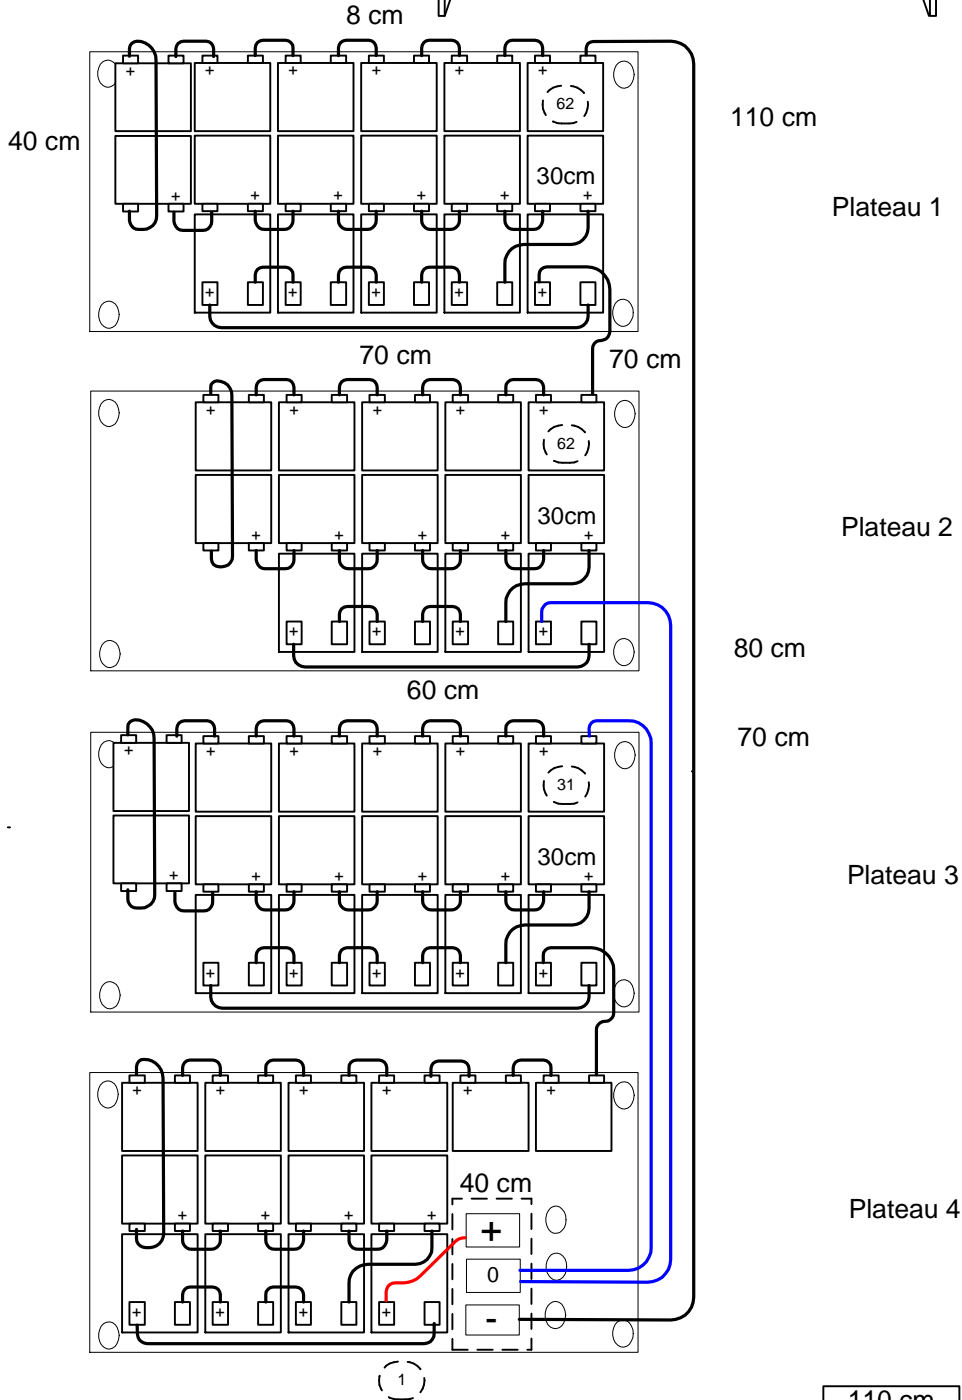 8 cm
+ + + + + +
62
110 cm
40 cm
30cm
+ + + + + +
Plateau 1
+ + + + +
70 cm
70 cm
+ + + + +
62
30cm
Plateau 2
+ + + + +
+ + + +
80 cm
60 cm
70 cm
+ + + + + +
31
30cm
Plateau 3
+ + + + + +
+ + + + +
+ + + + + +
40 cm
Plateau 4
+ + + +
+
0
-
+ + + +
1
110 cm